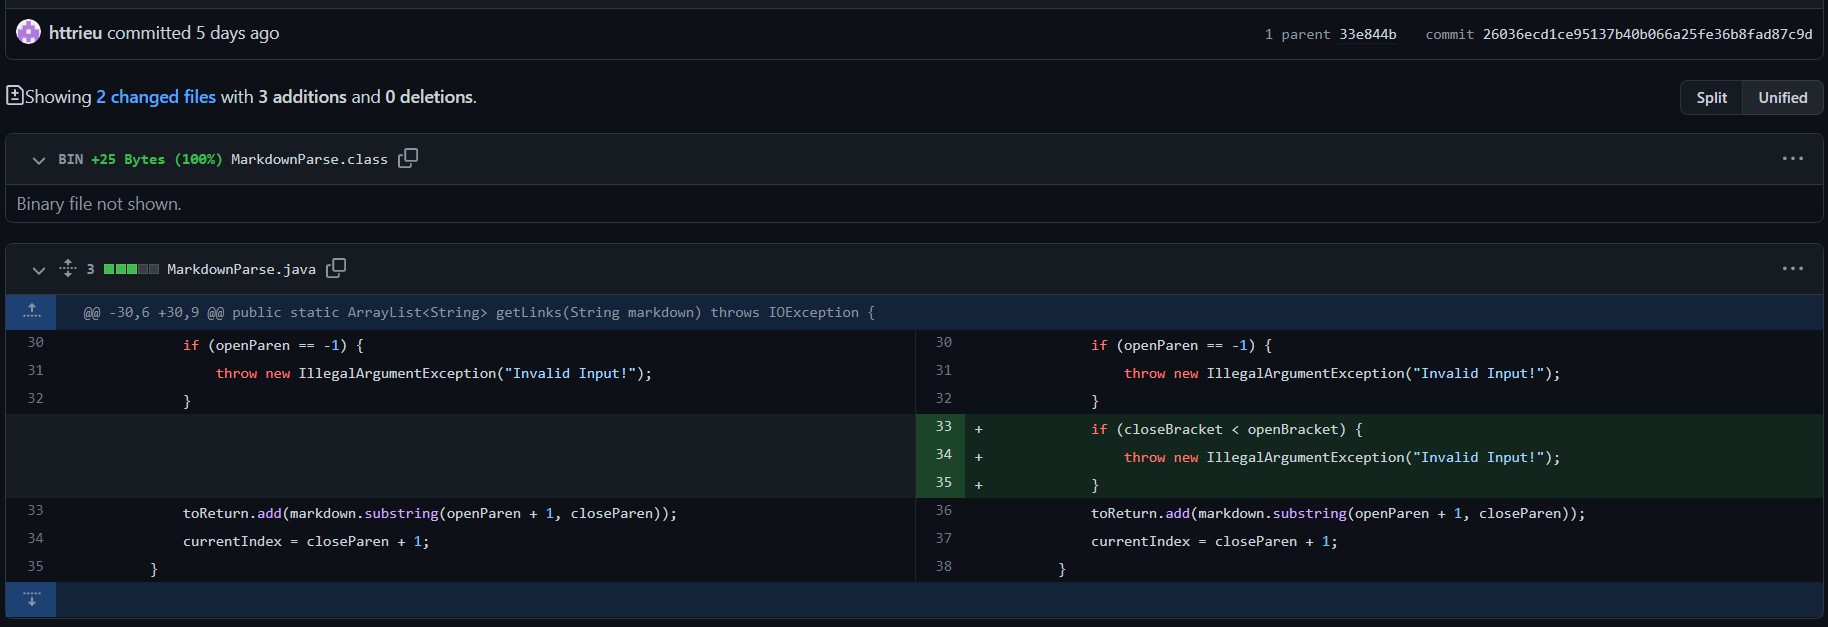 httrieu committed 5 days ago
1 parent 33e844b commit 26036ecd1ce95137b40b066a25fe36b8fad87c9d
Showing 2 changed files with 3 additions and 0 deletions.
Split Unified
BIN +25 Bytes (100%) MarkdownParse.class
Binary file not shown.
3 MarkdownParse.java
@@ -30,6 +30,9 @@ public static ArrayList<String> getLinks(String markdown) throws IOException {
30 if (openParen == -1) {
31 throw new IllegalArgumentException("Invalid Input!");
32 }
33 toReturn.add(markdown.substring(openParen + 1, closeParen));
34 currentIndex = closeParen + 1;
35 }
30 if (openParen == -1) {
31 throw new IllegalArgumentException("Invalid Input!");
32 }
33 + if (closeBracket < openBracket) {
34 + throw new IllegalArgumentException("Invalid Input!");
35 + }
36 toReturn.add(markdown.substring(openParen + 1, closeParen));
37 currentIndex = closeParen + 1;
38 }